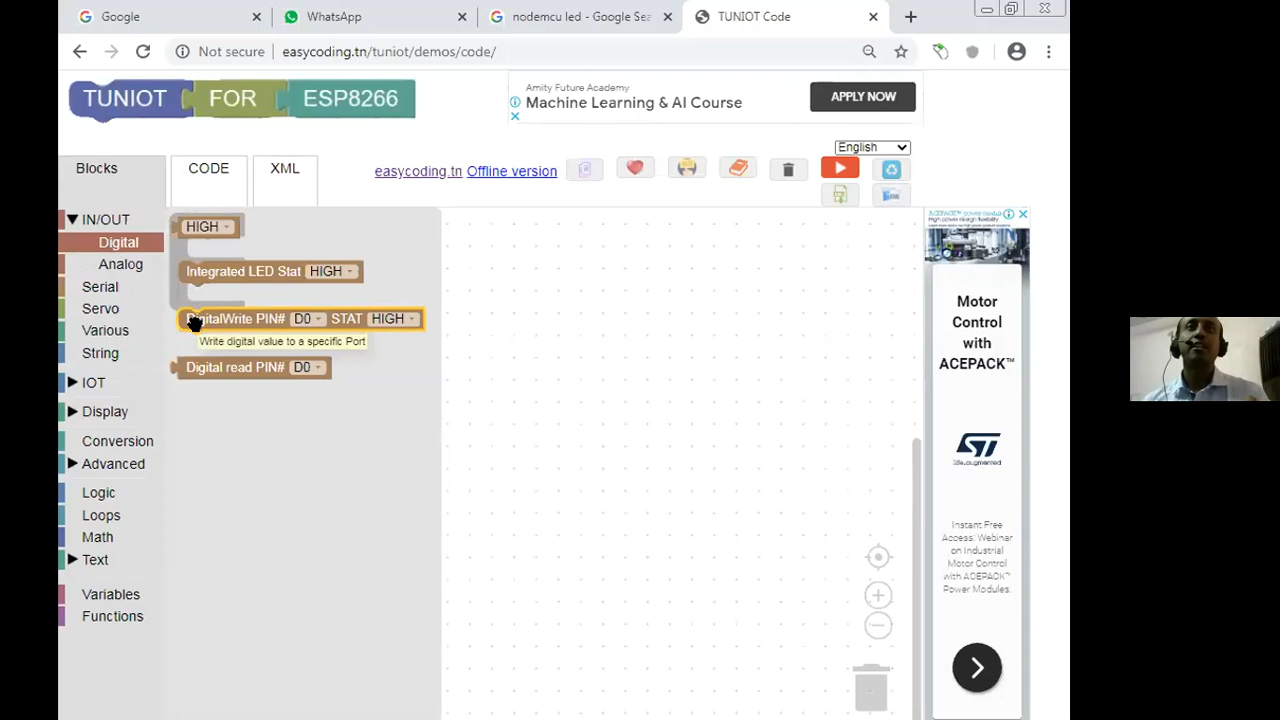 Google
WhatsApp
nodemcu led - Google Sea
TUNIOT Code
Not secure
easycoding.tn/tuniot/demos/code/
TUNIOT
FOR
ESP8266
Amity Future Academy
Machine Learning & AI Course
APPLY NOW
English
Blocks
CODE
XML
easycoding.tn
Offline version
IN/OUT
Digital
Analog
Serial
Servo
Various
String
IOT
Display
Conversion
Advanced
Logic
Loops
Math
Text
Variables
Functions
HIGH
Integrated LED Stat HIGH
DigitalWrite PIN# D0 STAT HIGH
Write digital value to a specific Port
Digital read PIN# D0
Motor
Control
with
ACEPACK™
life.augmented
Instant Free
Access: Webinar
on Industrial
Motor Control
with ACEPACK™
Power Modules.